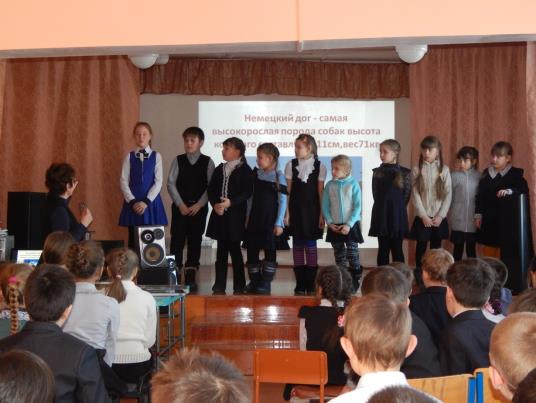 Немецкий дог - самая
высокорослая порода собак высота
11см,вес71кг